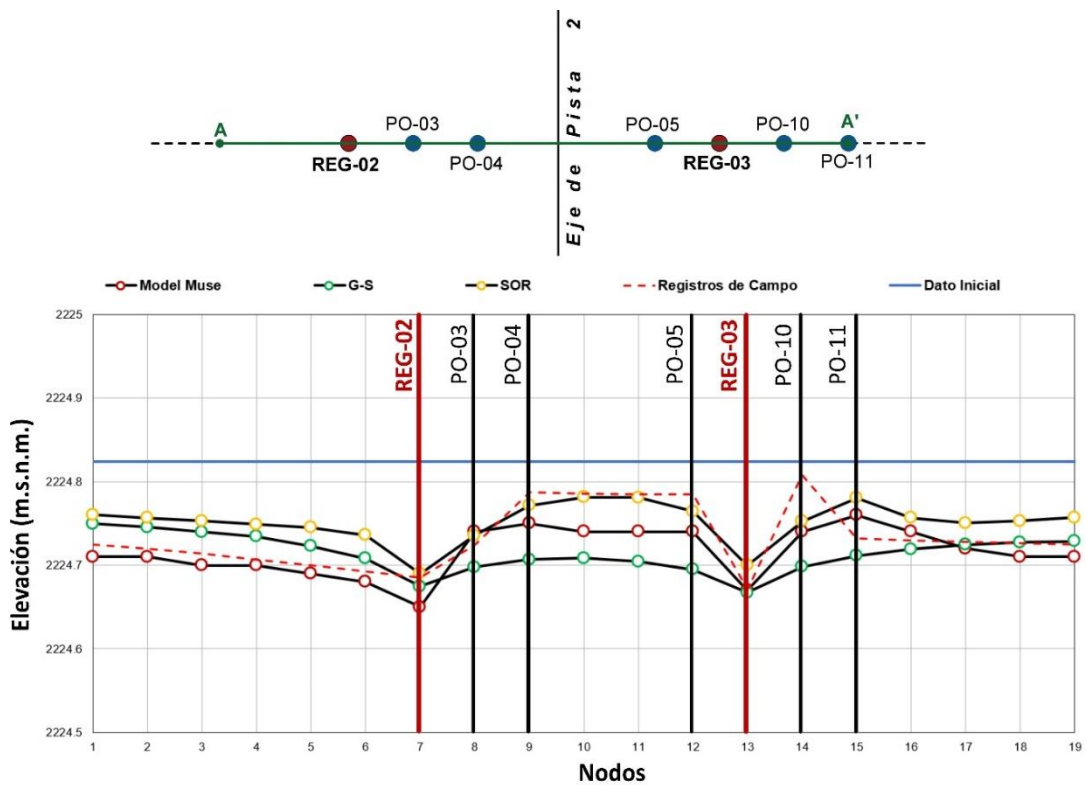 Eje de Pista 2
A PO-03 PO-05 PO-10 A'
REG-02 PO-04 REG-03 PO-11
Model Muse G-S SOR Registros de Campo Dato Inicial
Elevación (m.s.n.m.)
2225
2224.9
2224.8
2224.7
2224.6
2224.5
REG-02 PO-03 PO-04 PO-05 REG-03 PO-10 PO-11
1 2 3 4 5 6 7 8 9 10 11 12 13 14 15 16 17 18 19
Nodos